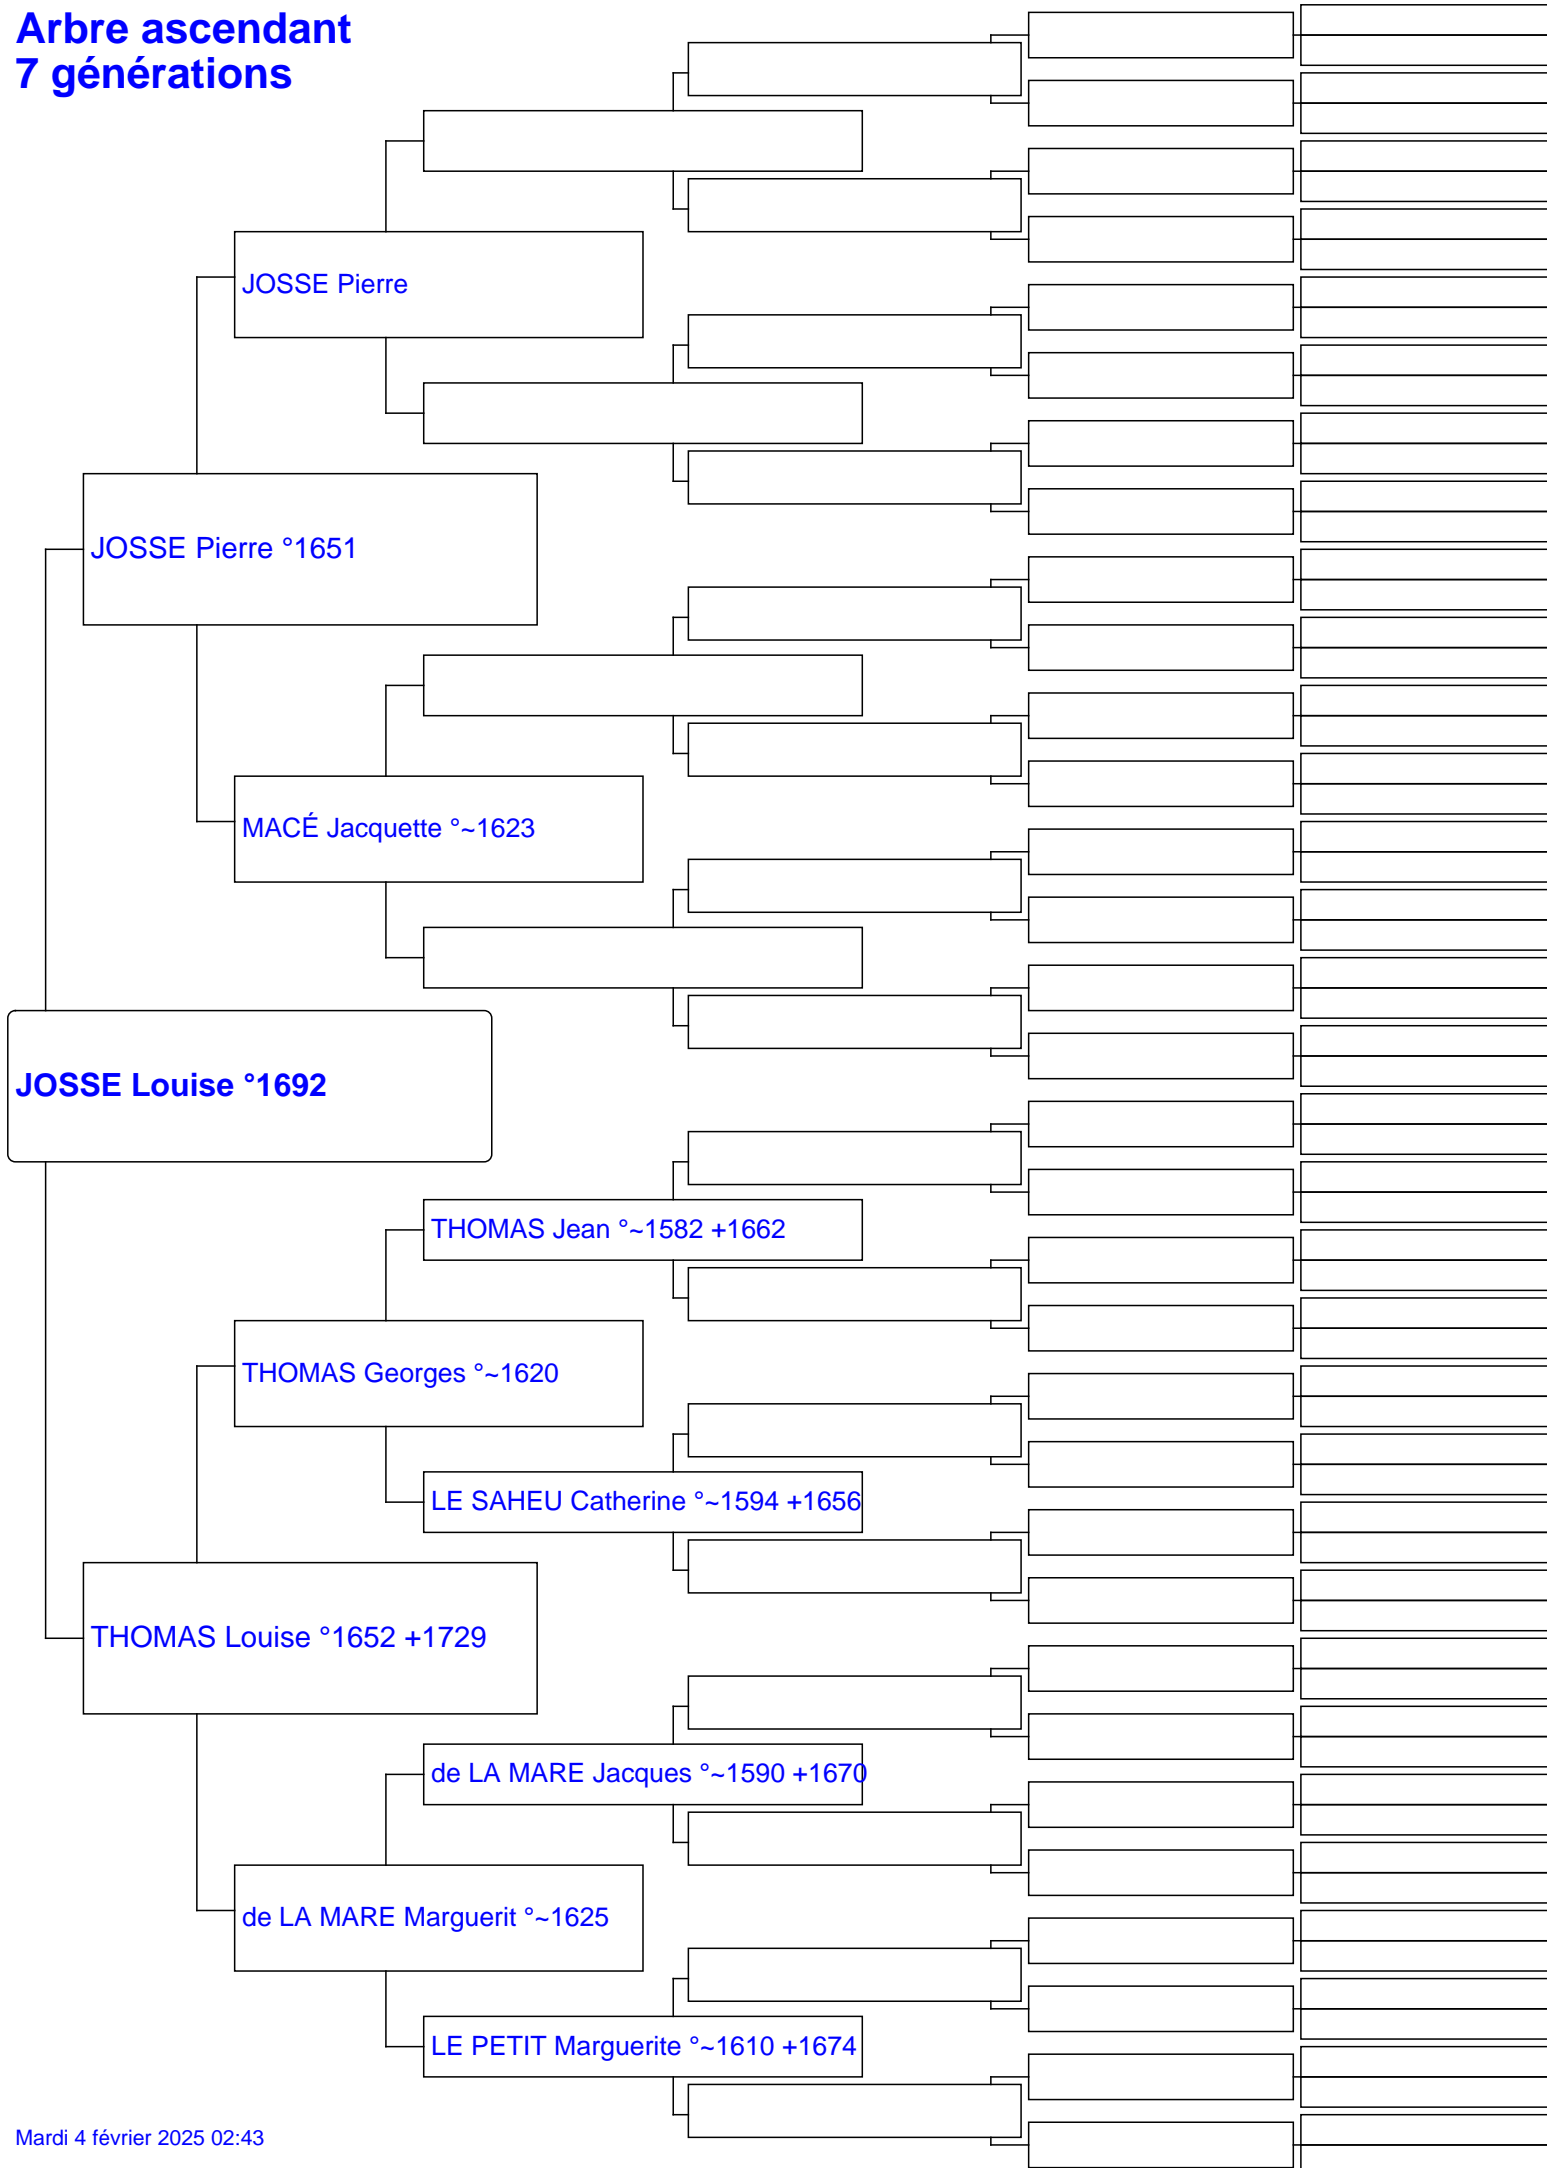 Arbre ascendant
7 générations
JOSSE Pierre
JOSSE Pierre °1651
MACÉ Jacquette °~1623
JOSSE Louise °1692
THOMAS Jean °~1582 +1662
THOMAS Georges °~1620
LE SAHEU Catherine °~1594 +1656
THOMAS Louise °1652 +1729
de LA MARE Jacques °~1590 +1670
de LA MARE Marguerit °~1625
LE PETIT Marguerite °~1610 +1674
Mardi 4 février 2025 02:43